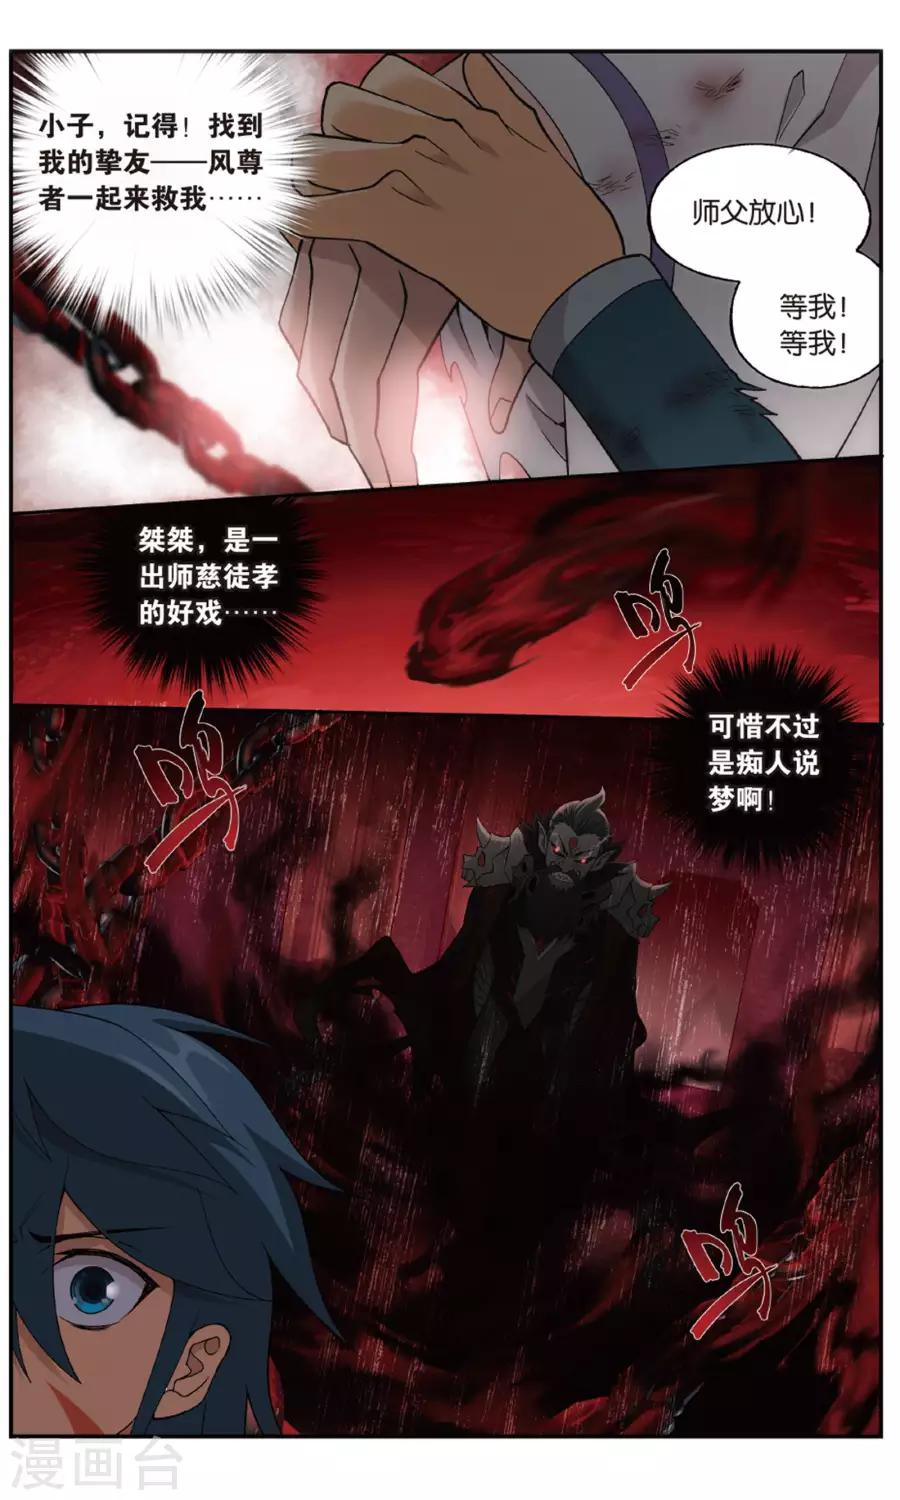 小子，记得！找到
我的挚友——风尊
者一起来救我……
师父放心！
等我！
等我！
桀桀，是一
出师慈徒孝
的好戏……
呜
呜
可惜不过
是痴人说
梦啊！
呜
漫画台